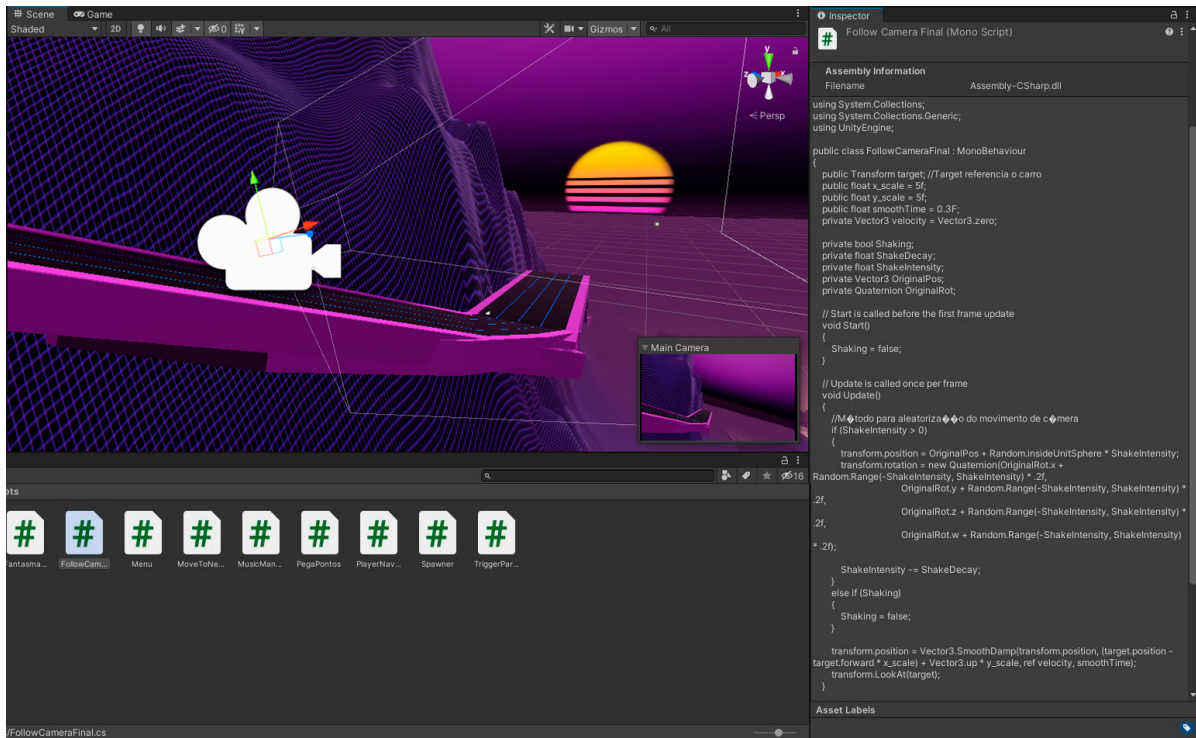 Scene
Game
Shaded
2D
0
Gizmos
All
y
z
x
Persp
Main Camera
16
pts
Fantasma...
FollowCam...
Menu
MoveToNe...
MusicMan...
PegaPontos
PlayerNav...
Spawner
TriggerPar...
/FollowCameraFinal.cs
Inspector
Follow Camera Final (Mono Script)
Assembly Information
Filename Assembly-CSharp.dll
using System.Collections;
using System.Collections.Generic;
using UnityEngine;
public class FollowCameraFinal : MonoBehaviour
{
public Transform target; //Target referencia o carro
public float x_scale = 5f;
public float y_scale = 5f;
public float smoothTime = 0.3F;
private Vector3 velocity = Vector3.zero;
private bool Shaking;
private float ShakeDecay;
private float ShakeIntensity;
private Vector3 OriginalPos;
private Quaternion OriginalRot;
// Start is called before the first frame update
void Start()
{
Shaking = false;
}
// Update is called once per frame
void Update()
{
//M�todo para aleatoriza��o do movimento de c�mera
if (ShakeIntensity > 0)
{
transform.position = OriginalPos + Random.insideUnitSphere * ShakeIntensity;
transform.rotation = new Quaternion(OriginalRot.x +
Random.Range(-ShakeIntensity, ShakeIntensity) * .2f,
OriginalRot.y + Random.Range(-ShakeIntensity, ShakeIntensity) *
.2f,
OriginalRot.z + Random.Range(-ShakeIntensity, ShakeIntensity) *
.2f,
OriginalRot.w + Random.Range(-ShakeIntensity, ShakeIntensity)
* .2f);
ShakeIntensity -= ShakeDecay;
}
else if (Shaking)
{
Shaking = false;
}
transform.position = Vector3.SmoothDamp(transform.position, (target.position -
target.forward * x_scale) + Vector3.up * y_scale, ref velocity, smoothTime);
transform.LookAt(target);
}
Asset Labels